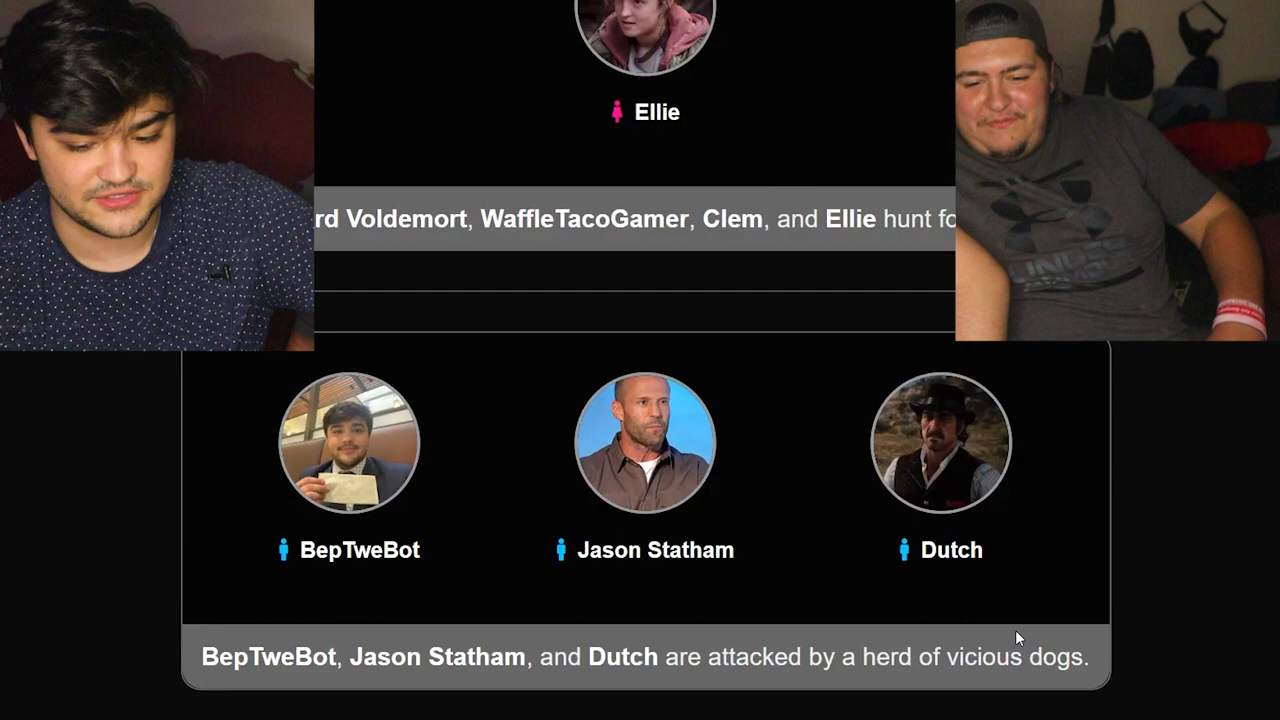 Ellie
rd Voldemort, WaffleTacoGamer, Clem, and Ellie hunt fo
BepTweBot
Jason Statham
Dutch
BepTweBot, Jason Statham, and Dutch are attacked by a herd of vicious dogs.